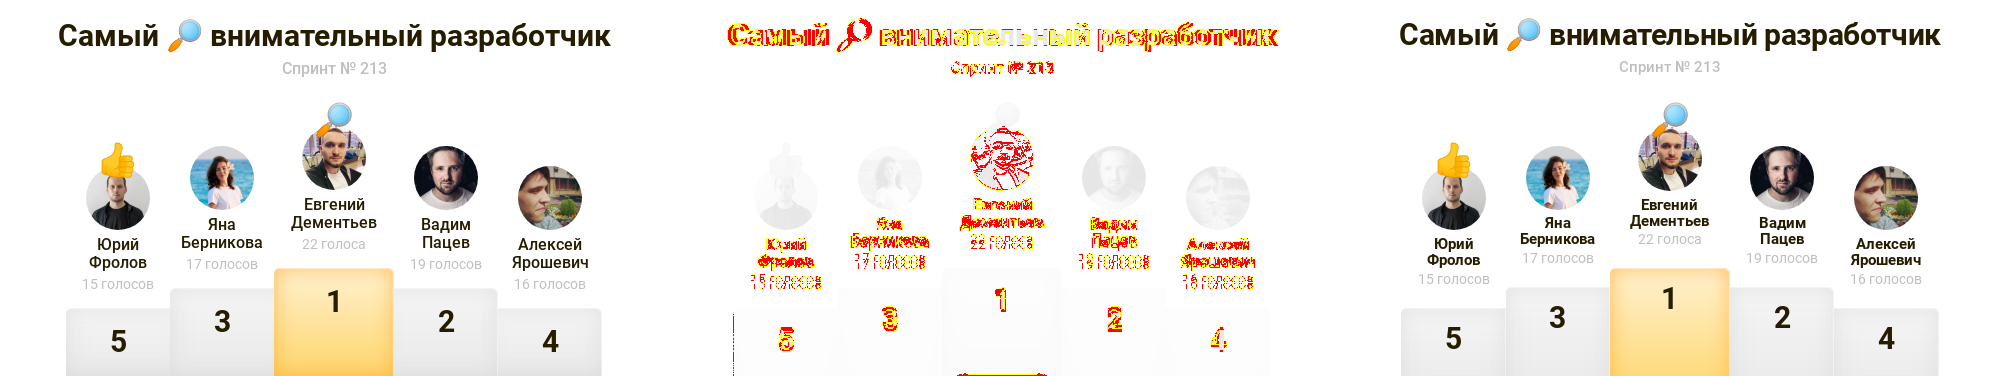 Самый 🔎 внимательный разработчик
Спринт № 213
Евгений
Дементьев
22 голоса
Яна
Берникова
17 голосов
Вадим
Пацев
19 голосов
Юрий
Фролов
15 голосов
Алексей
Ярошевич
16 голосов
5
3
1
2
4
Самый 🔎 внимательный разработчик
Спринт № 213
Евгений
Дементьев
22 голоса
Яна
Берникова
17 голосов
Вадим
Пацев
19 голосов
Юрий
Фролов
15 голосов
Алексей
Ярошевич
16 голосов
5
3
1
2
4
Самый 🔎 внимательный разработчик
Спринт № 213
Евгений
Дементьев
22 голоса
Яна
Берникова
17 голосов
Вадим
Пацев
19 голосов
Юрий
Фролов
15 голосов
Алексей
Ярошевич
16 голосов
5
3
1
2
4